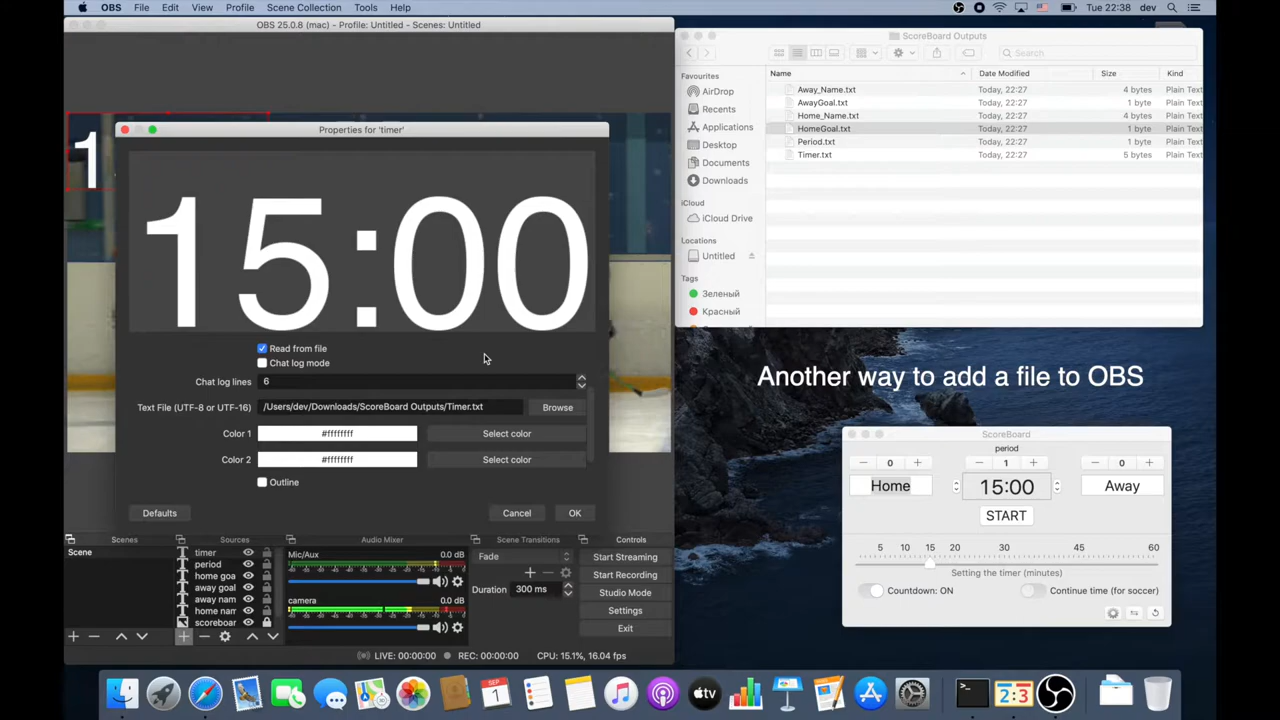 OBS File Edit View Profile Scene Collection Tools Help
Tue 22:38 dev
OBS 25.0.8 (mac) - Profile: Untitled - Scenes: Untitled
1
Properties for 'timer'
15:00
Read from file
Chat log mode
Chat log lines 6
Text File (UTF-8 or UTF-16) /Users/dev/Downloads/ScoreBoard Outputs/Timer.txt Browse
Color 1 #ffffffff Select color
Color 2 #ffffffff Select color
Outline
Defaults Cancel OK
Scenes Sources Audio Mixer Scene Transitions Controls
Scene
timer
period
home goa
away goal
away nam
home nam
scoreboar
Mic/Aux 0.0 dB
camera 0.0 dB
Fade
Duration 300 ms
Start Streaming
Start Recording
Studio Mode
Settings
Exit
LIVE: 00:00:00 REC: 00:00:00 CPU: 15.1%, 16.04 fps
ScoreBoard Outputs
Search
Favourites
AirDrop
Recents
Applications
Desktop
Documents
Downloads
iCloud
iCloud Drive
Locations
Untitled
Tags
Зеленый
Красный
Name Date Modified Size Kind
Away_Name.txt Today, 22:27 4 bytes Plain Text
AwayGoal.txt Today, 22:27 1 byte Plain Text
Home_Name.txt Today, 22:27 4 bytes Plain Text
HomeGoal.txt Today, 22:27 1 byte Plain Text
Period.txt Today, 22:27 1 byte Plain Text
Timer.txt Today, 22:27 5 bytes Plain Text
Another way to add a file to OBS
ScoreBoard
period
0 1 0
Home 15:00 Away
START
5 10 15 20 30 45 60
Setting the timer (minutes)
Countdown: ON Continue time (for soccer)
SEP
1
tv
2:3